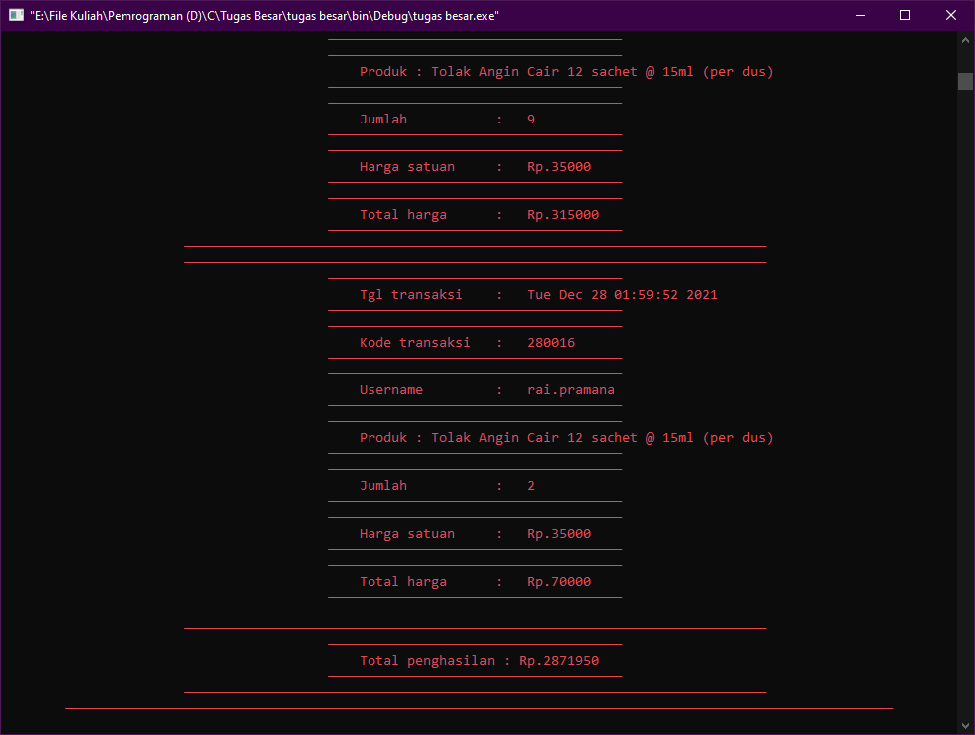 "E:\File Kuliah\Pemrograman (D)\C\Tugas Besar\tugas besar\bin\Debug\tugas besar.exe"
Produk : Tolak Angin Cair 12 sachet @ 15ml (per dus)
Jumlah : 9
Harga satuan : Rp.35000
Total harga : Rp.315000
Tgl transaksi : Tue Dec 28 01:59:52 2021
Kode transaksi : 280016
Username : rai.pramana
Produk : Tolak Angin Cair 12 sachet @ 15ml (per dus)
Jumlah : 2
Harga satuan : Rp.35000
Total harga : Rp.70000
Total penghasilan : Rp.2871950